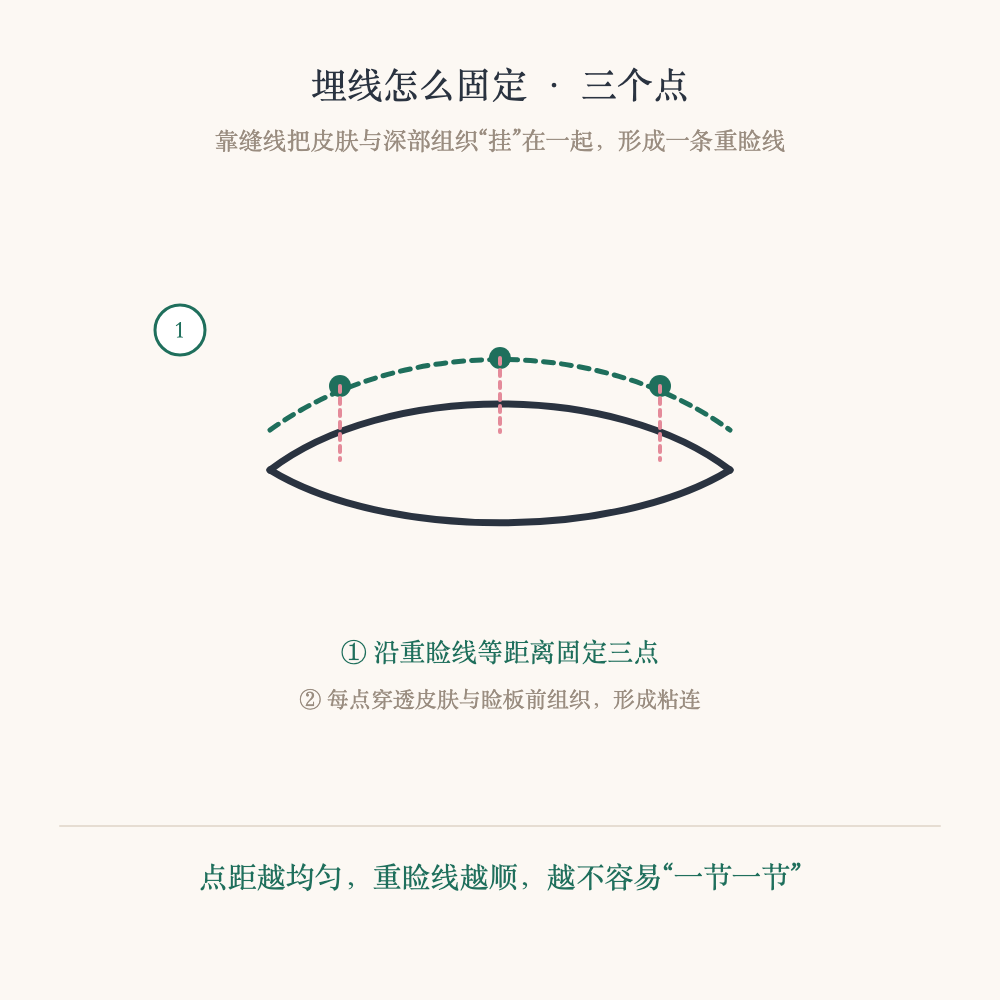 埋线怎么固定 · 三个点
靠缝线把皮肤与深部组织“挂”在一起，形成一条重睑线
1
① 沿重睑线等距离固定三点
② 每点穿透皮肤与睑板前组织，形成粘连
点距越均匀，重睑线越顺，越不容易“一节一节”